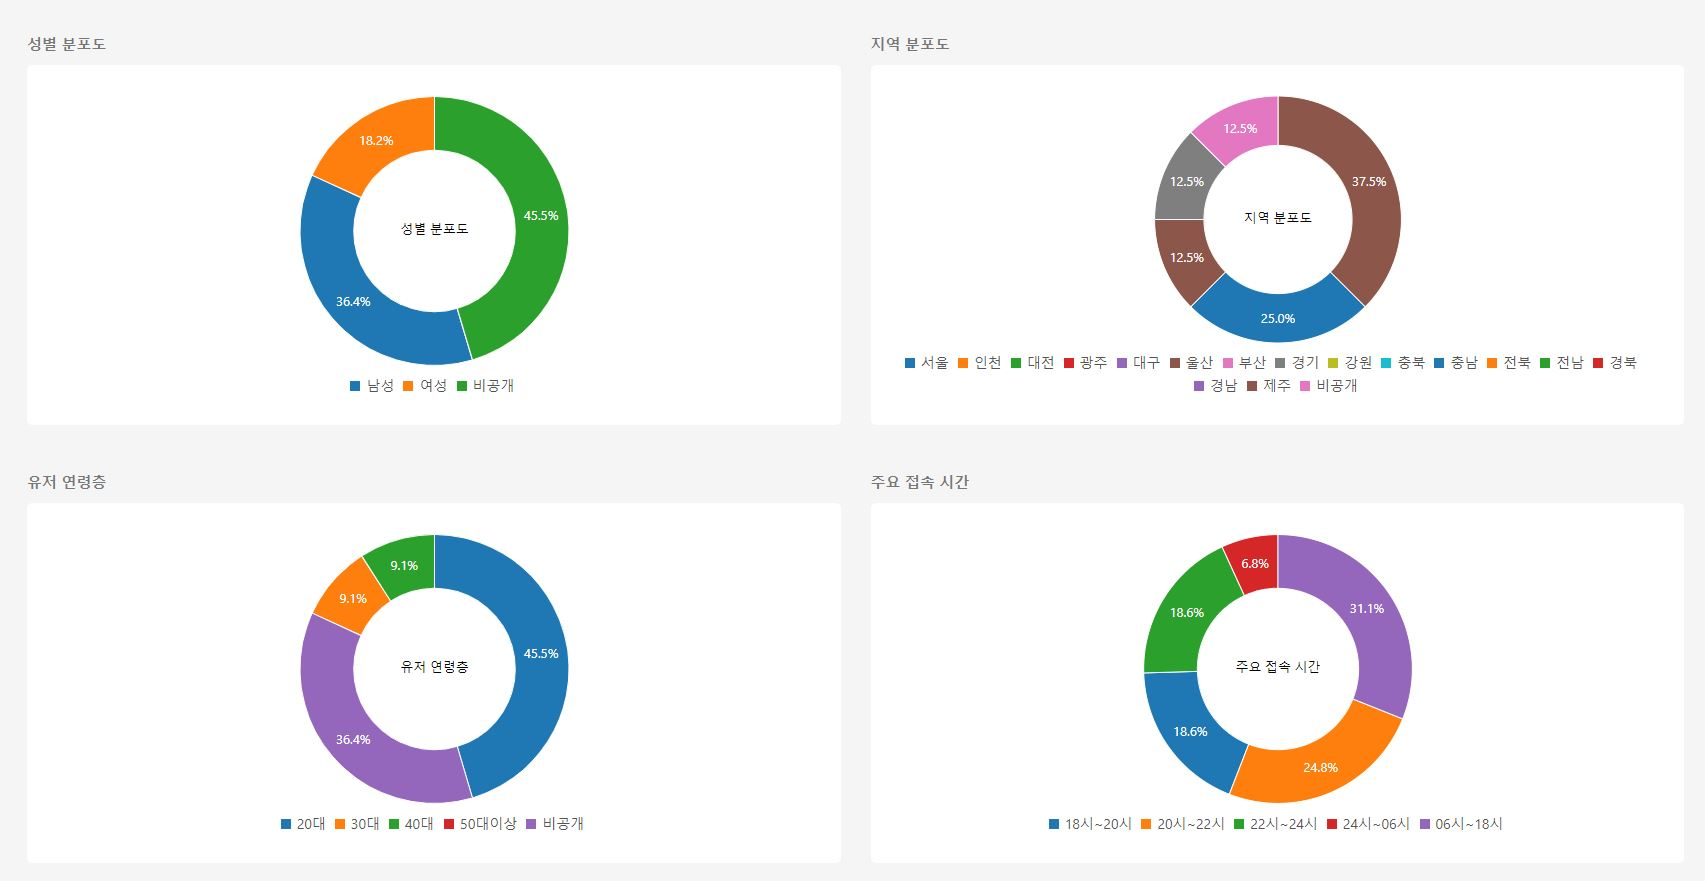 성별 분포도
18.2%
45.5%
성별 분포도
36.4%
남성 여성 비공개
지역 분포도
12.5%
12.5%
37.5%
지역 분포도
12.5%
25.0%
서울 인천 대전 광주 대구 울산 부산 경기 강원 충북 충남 전북 전남 경북
경남 제주 비공개
유저 연령층
9.1%
9.1%
45.5%
유저 연령층
36.4%
20대 30대 40대 50대이상 비공개
주요 접속 시간
6.8%
31.1%
18.6%
주요 접속 시간
18.6%
24.8%
18시~20시 20시~22시 22시~24시 24시~06시 06시~18시